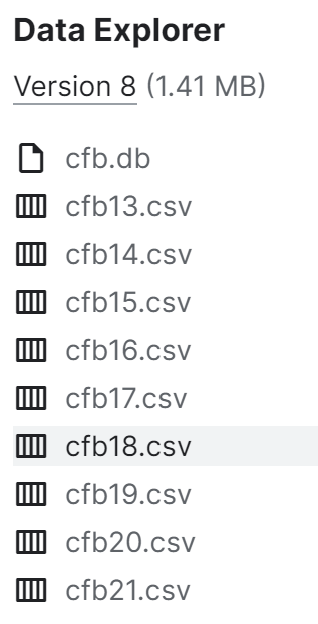 Data Explorer
Version 8 (1.41 MB)
cfb.db
cfb13.csv
cfb14.csv
cfb15.csv
cfb16.csv
cfb17.csv
cfb18.csv
cfb19.csv
cfb20.csv
cfb21.csv